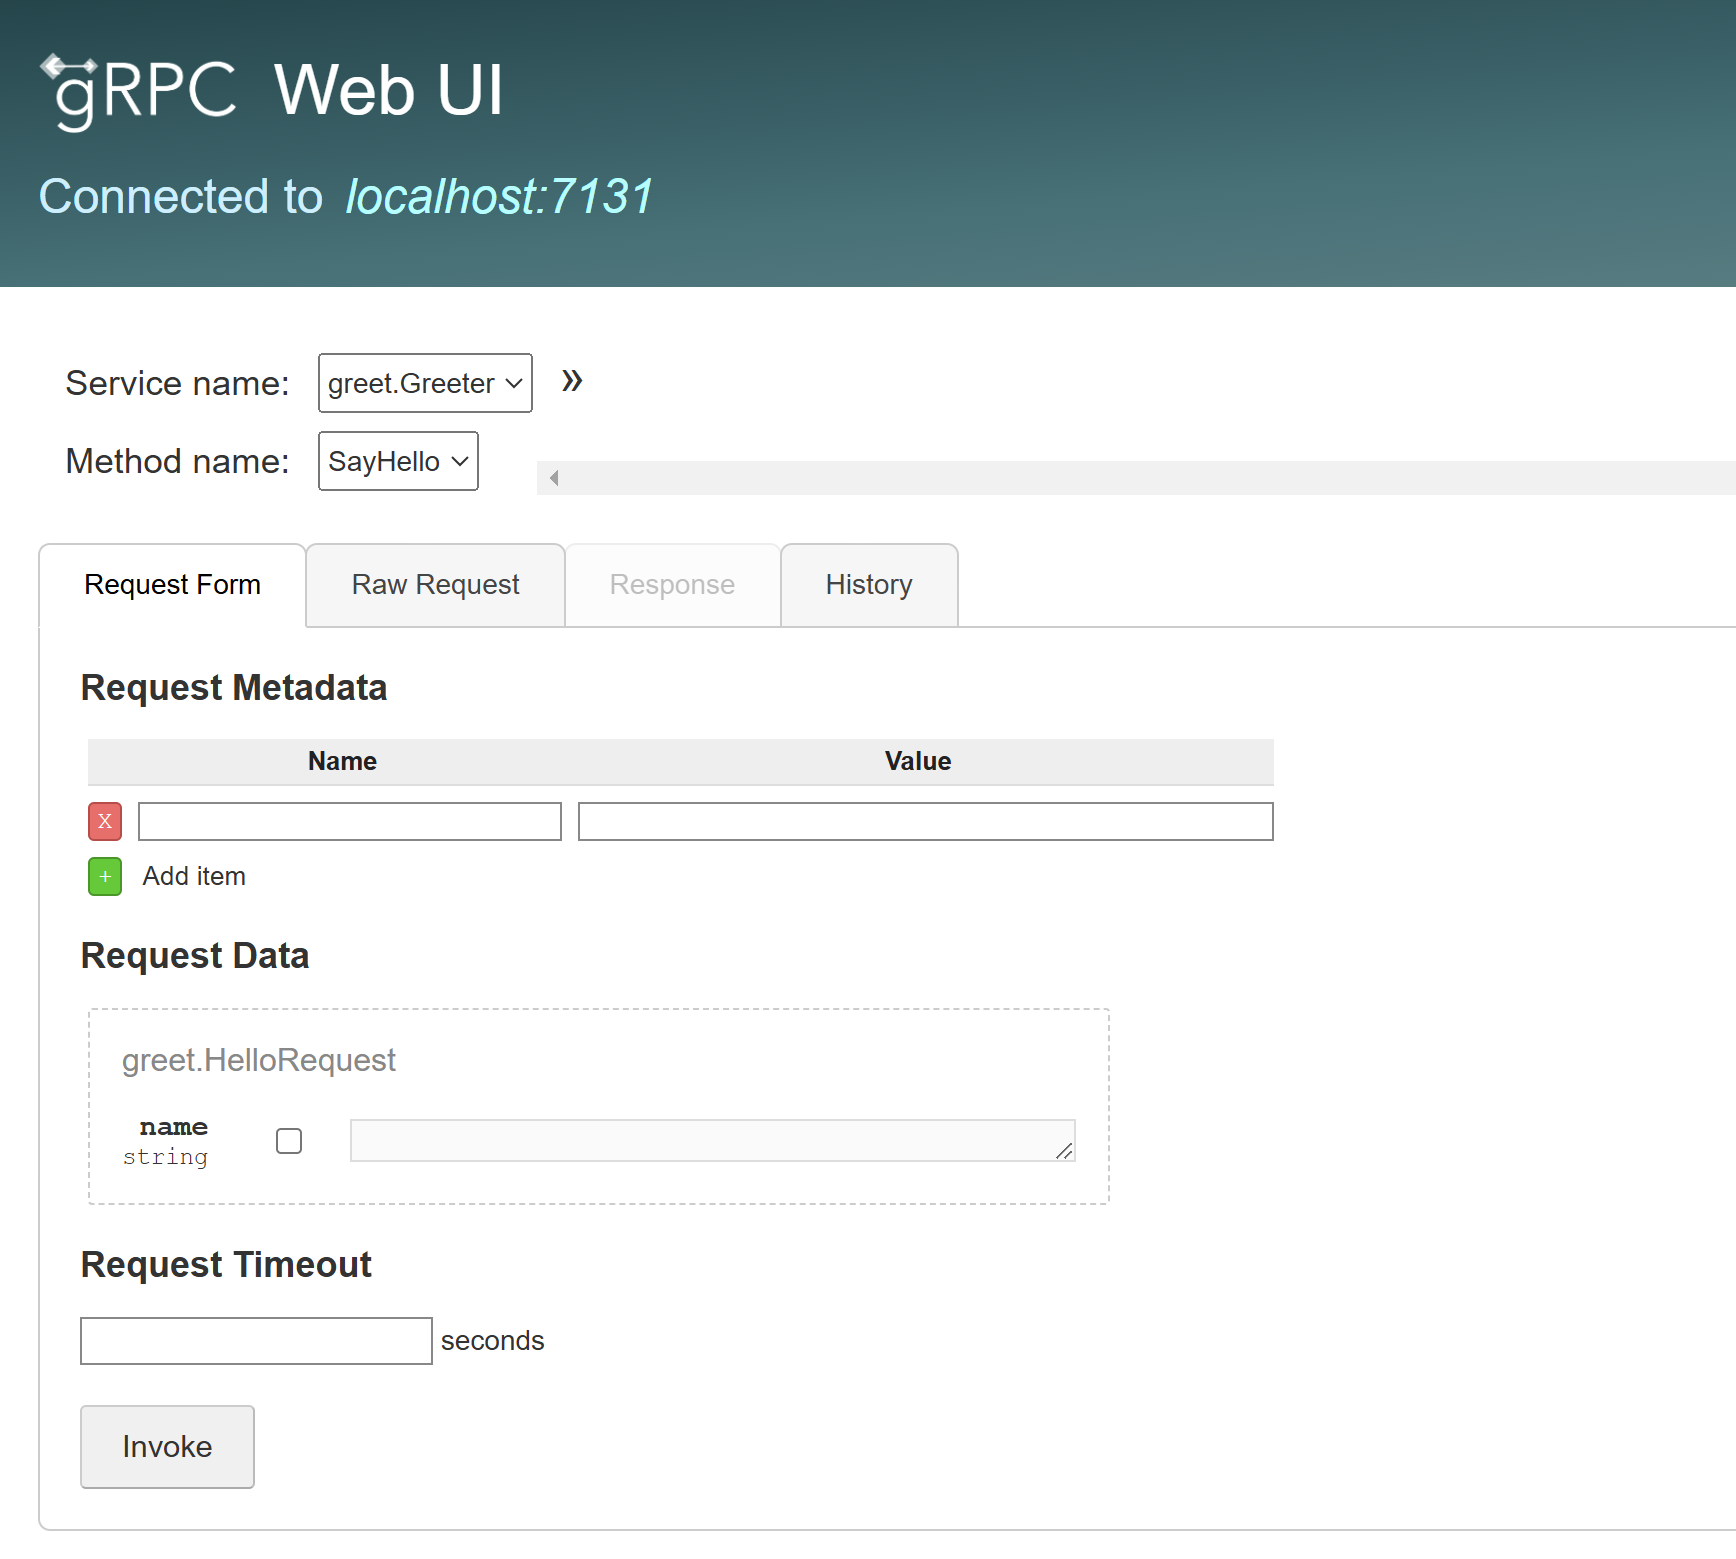 gRPC Web UI
Connected to localhost:7131
Service name: greet.Greeter »
Method name: SayHello
Request Form Raw Request Response History
Request Metadata
Name Value
X
+ Add item
Request Data
greet.HelloRequest
name
string
Request Timeout
seconds
Invoke